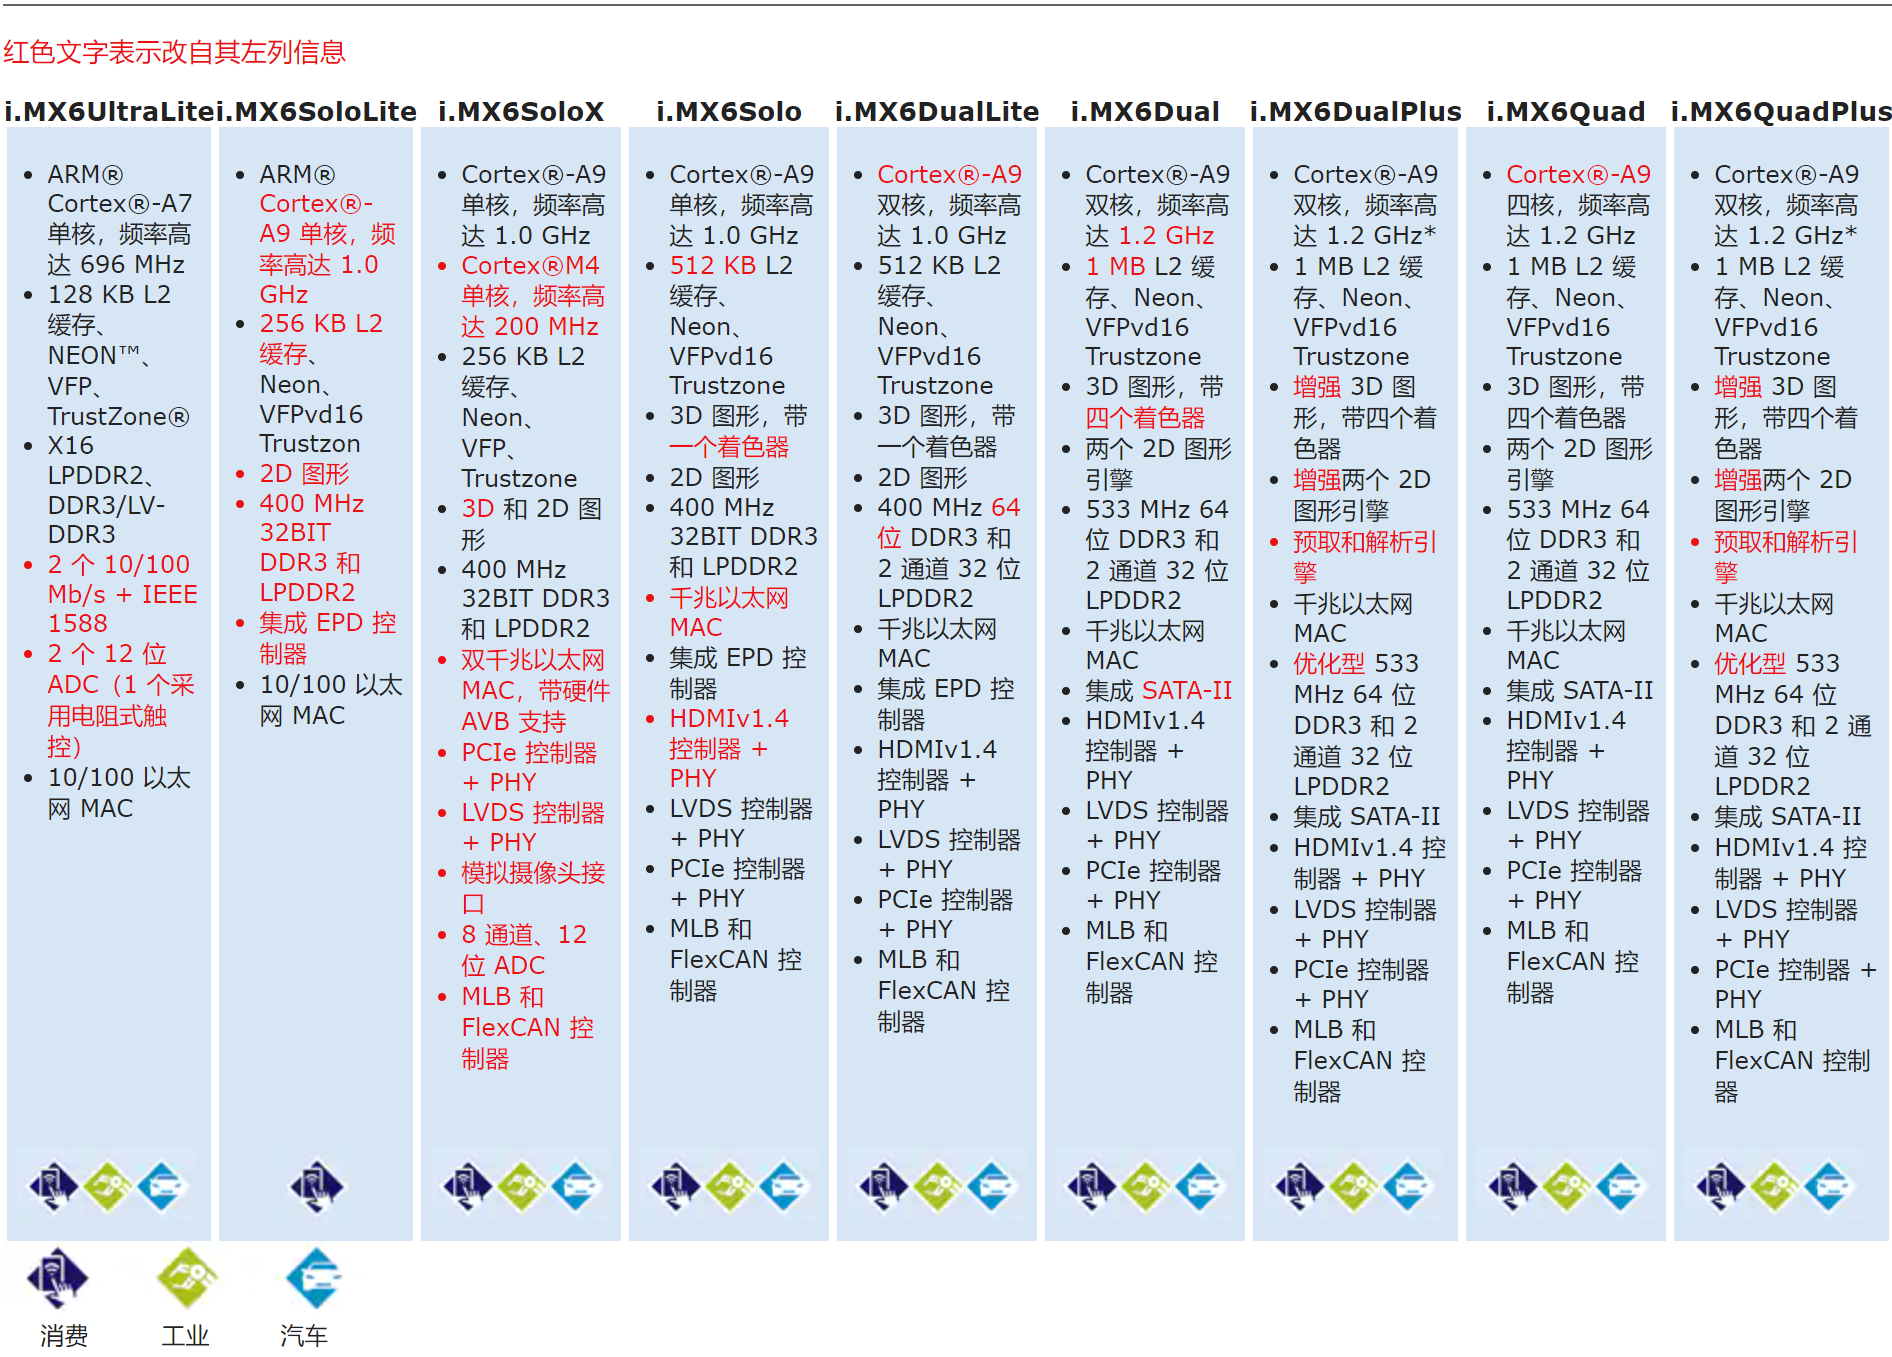 红色文字表示改自其左列信息
i.MX6UltraLite
ARM®
Cortex®-A7
单核，频率高
达 696 MHz
128 KB L2
缓存、
NEON™、
VFP、
TrustZone®
X16
LPDDR2、
DDR3/LV-
DDR3
2 个 10/100
Mb/s + IEEE
1588
2 个 12 位
ADC（1 个采
用电阻式触
控）
10/100 以太
网 MAC
i.MX6SoloLite
ARM®
Cortex®-
A9 单核，频
率高达 1.0
GHz
256 KB L2
缓存、
Neon、
VFPvd16
Trustzon
2D 图形
400 MHz
32BIT
DDR3 和
LPDDR2
集成 EPD 控
制器
10/100 以太
网 MAC
i.MX6SoloX
Cortex®-A9
单核，频率高
达 1.0 GHz
Cortex®M4
单核，频率高
达 200 MHz
256 KB L2
缓存、
Neon、
VFP、
Trustzone
3D 和 2D 图
形
400 MHz
32BIT DDR3
和 LPDDR2
双千兆以太网
MAC，带硬件
AVB 支持
PCIe 控制器
+ PHY
LVDS 控制器
+ PHY
模拟摄像头接
口
8 通道、12
位 ADC
MLB 和
FlexCAN 控
制器
i.MX6Solo
Cortex®-A9
单核，频率高
达 1.0 GHz
512 KB L2
缓存、
Neon、
VFPvd16
Trustzone
3D 图形，带
一个着色器
2D 图形
400 MHz
32BIT DDR3
和 LPDDR2
千兆以太网
MAC
集成 EPD 控
制器
HDMIv1.4
控制器 +
PHY
LVDS 控制器
+ PHY
PCIe 控制器
+ PHY
MLB 和
FlexCAN 控
制器
i.MX6DualLite
Cortex®-A9
双核，频率高
达 1.0 GHz
512 KB L2
缓存、
Neon、
VFPvd16
Trustzone
3D 图形，带
一个着色器
2D 图形
400 MHz 64
位 DDR3 和
2 通道 32 位
LPDDR2
千兆以太网
MAC
集成 EPD 控
制器
HDMIv1.4
控制器 +
PHY
LVDS 控制器
+ PHY
PCIe 控制器
+ PHY
MLB 和
FlexCAN 控
制器
i.MX6Dual
Cortex®-A9
双核，频率高
达 1.2 GHz
1 MB L2 缓
存、Neon、
VFPvd16
Trustzone
3D 图形，带
四个着色器
两个 2D 图形
引擎
533 MHz 64
位 DDR3 和
2 通道 32 位
LPDDR2
千兆以太网
MAC
集成 SATA-II
HDMIv1.4
控制器 +
PHY
LVDS 控制器
+ PHY
PCIe 控制器
+ PHY
MLB 和
FlexCAN 控
制器
i.MX6DualPlus
Cortex®-A9
双核，频率高
达 1.2 GHz*
1 MB L2 缓
存、Neon、
VFPvd16
Trustzone
增强 3D 图
形，带四个着
色器
增强两个 2D
图形引擎
预取和解析引
擎
千兆以太网
MAC
优化型 533
MHz 64 位
DDR3 和 2
通道 32 位
LPDDR2
集成 SATA-II
HDMIv1.4 控
制器 + PHY
LVDS 控制器
+ PHY
PCIe 控制器
+ PHY
MLB 和
FlexCAN 控
制器
i.MX6Quad
Cortex®-A9
四核，频率高
达 1.2 GHz
1 MB L2 缓
存、Neon、
VFPvd16
Trustzone
3D 图形，带
四个着色器
两个 2D 图形
引擎
533 MHz 64
位 DDR3 和
2 通道 32 位
LPDDR2
千兆以太网
MAC
集成 SATA-II
HDMIv1.4
控制器 +
PHY
LVDS 控制器
+ PHY
PCIe 控制器
+ PHY
MLB 和
FlexCAN 控
制器
i.MX6QuadPlus
Cortex®-A9
双核，频率高
达 1.2 GHz*
1 MB L2 缓
存、Neon、
VFPvd16
Trustzone
增强 3D 图
形，带四个着
色器
增强两个 2D
图形引擎
预取和解析引
擎
千兆以太网
MAC
优化型 533
MHz 64 位
DDR3 和 2 通
道 32 位
LPDDR2
集成 SATA-II
HDMIv1.4 控
制器 + PHY
LVDS 控制器
+ PHY
PCIe 控制器 +
PHY
MLB 和
FlexCAN 控制
器
消费
工业
汽车